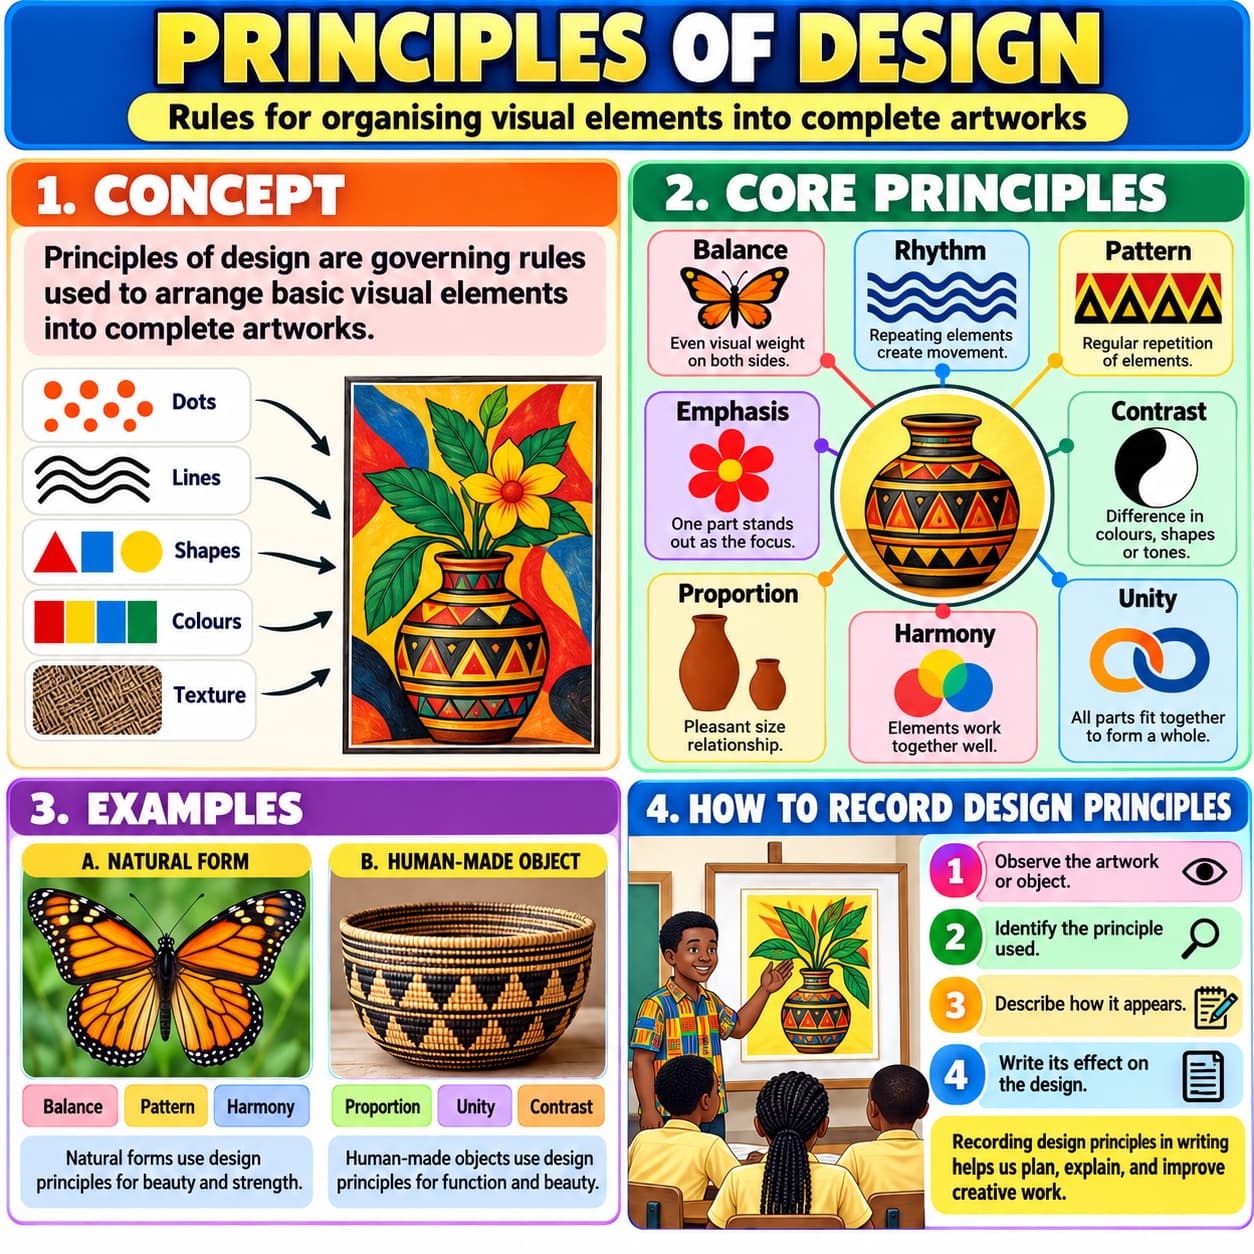 PRINCIPLES OF DESIGN
Rules for organising visual elements into complete artworks
1. CONCEPT
Principles of design are governing rules
used to arrange basic visual elements
into complete artworks.
Dots
Lines
Shapes
Colours
Texture
2. CORE PRINCIPLES
Balance
Even visual weight
on both sides.
Rhythm
Repeating elements
create movement.
Pattern
Regular repetition
of elements.
Emphasis
One part stands
out as the focus.
Contrast
Difference in
colours, shapes
or tones.
Proportion
Pleasant size
relationship.
Harmony
Elements work
together well.
Unity
All parts fit together
to form a whole.
3. EXAMPLES
A. NATURAL FORM
Balance
Pattern
Harmony
Natural forms use design
principles for beauty and strength.
B. HUMAN-MADE OBJECT
Proportion
Unity
Contrast
Human-made objects use design
principles for function and beauty.
4. HOW TO RECORD DESIGN PRINCIPLES
1
Observe the artwork
or object.
2
Identify the principle
used.
3
Describe how it appears.
4
Write its effect on
the design.
Recording design principles in writing
helps us plan, explain, and improve
creative work.